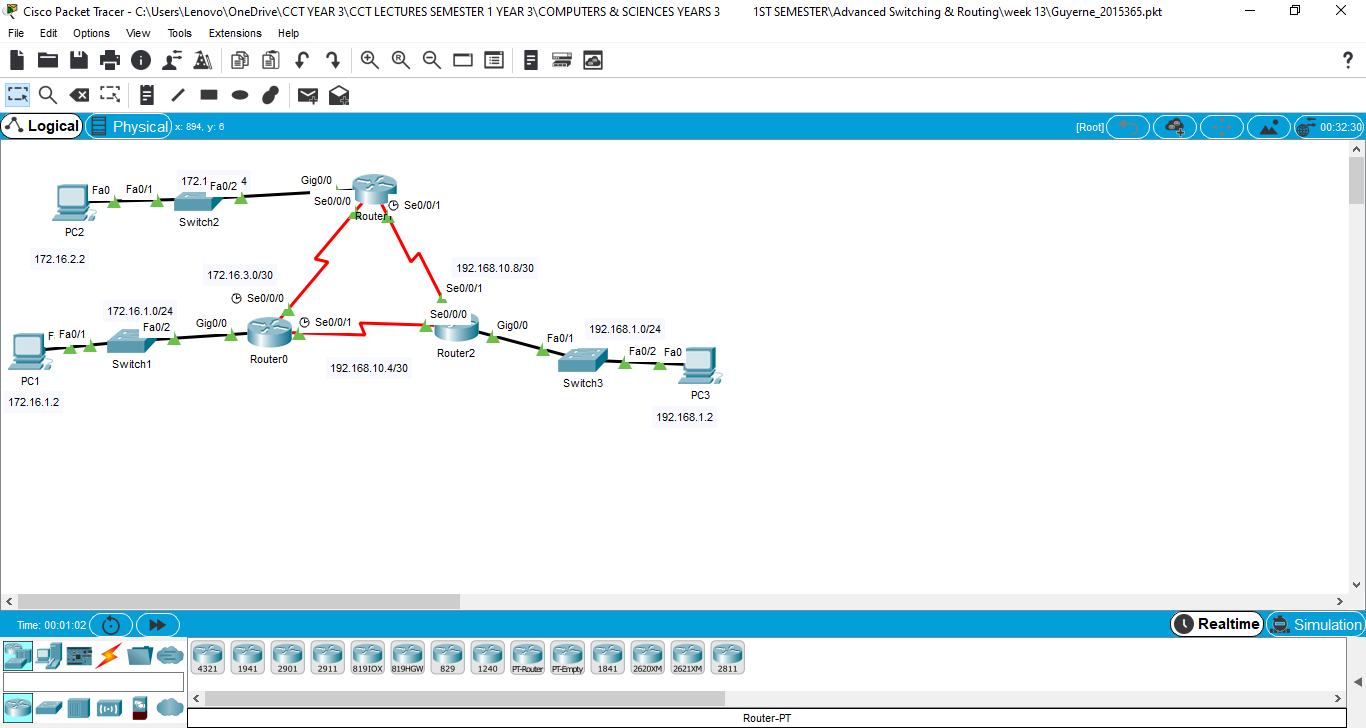 Cisco Packet Tracer - C:\Users\Lenovo\OneDrive\CCT YEAR 3\CCT LECTURES SEMESTER 1 YEAR 3\COMPUTERS & SCIENCES YEARS 3 1ST SEMESTER\Advanced Switching & Routing\week 13\Guyerne_2015365.pkt
File Edit Options View Tools Extensions Help
Logical Physical x: 894, y: 6 [Root] 00:32:30
172.1 Fa0/2 4 Gig0/0
Fa0 Fa0/1 Se0/0/0 Se0/0/1
Switch2 Router
PC2
172.16.2.2
172.16.3.0/30 192.168.10.8/30
Se0/0/0 Se0/0/1
172.16.1.0/24 Se0/0/0
Fa0/1 Fa0/2 Gig0/0 Se0/0/1 Gig0/0 192.168.1.0/24
Fa0/1 Fa0/2 Fa0
Switch1 Router0 Router2
PC1 192.168.10.4/30 Switch3 PC3
172.16.1.2 192.168.1.2
Time: 00:01:02 Realtime Simulation
4321 1941 2901 2911 819IOX 819HGW 829 1240 PT-Router PT-Empty 1841 2620XM 2621XM 2811
Router-PT